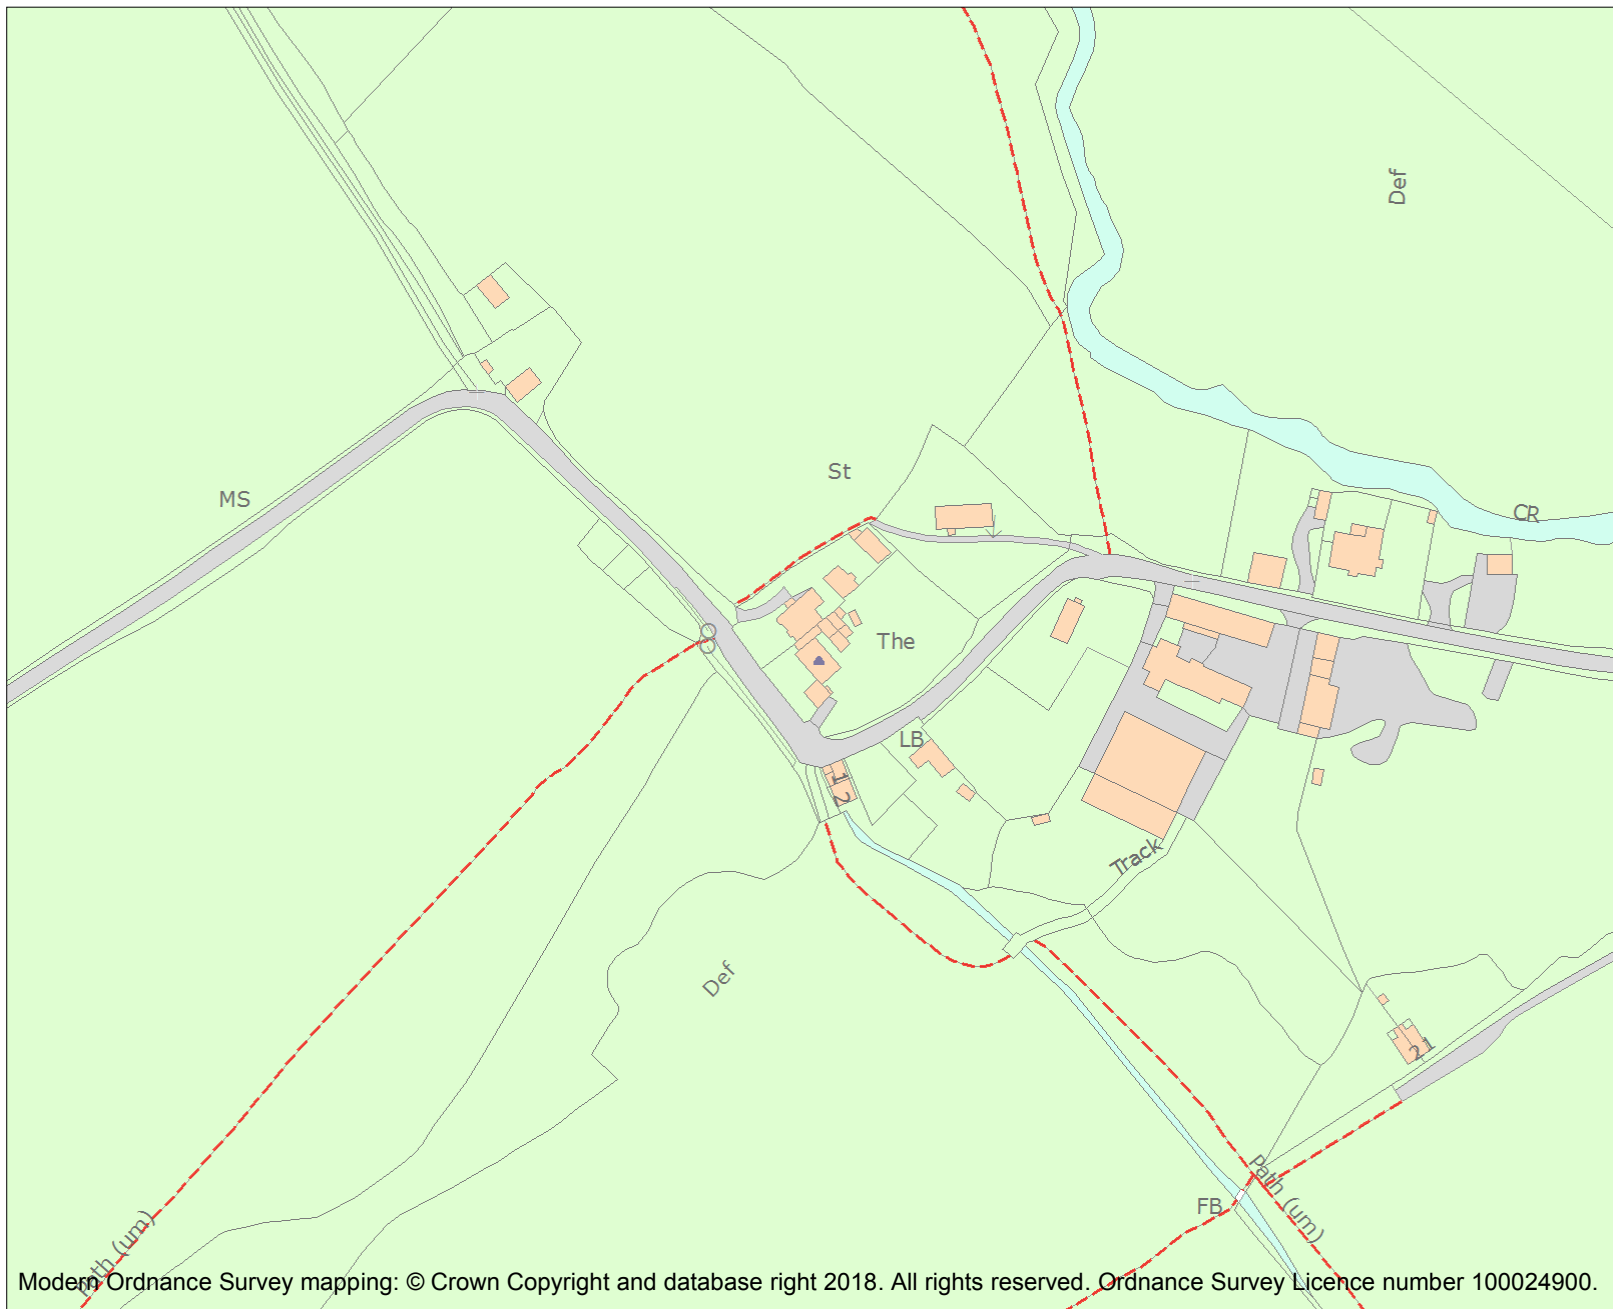 Def
St
MS
CR
The
LB
1
2
Track
Def
21
Path (um)
FB
Path (um)
Modern Ordnance Survey mapping: © Crown Copyright and database right 2018. All rights reserved. Ordnance Survey Licence number 100024900.